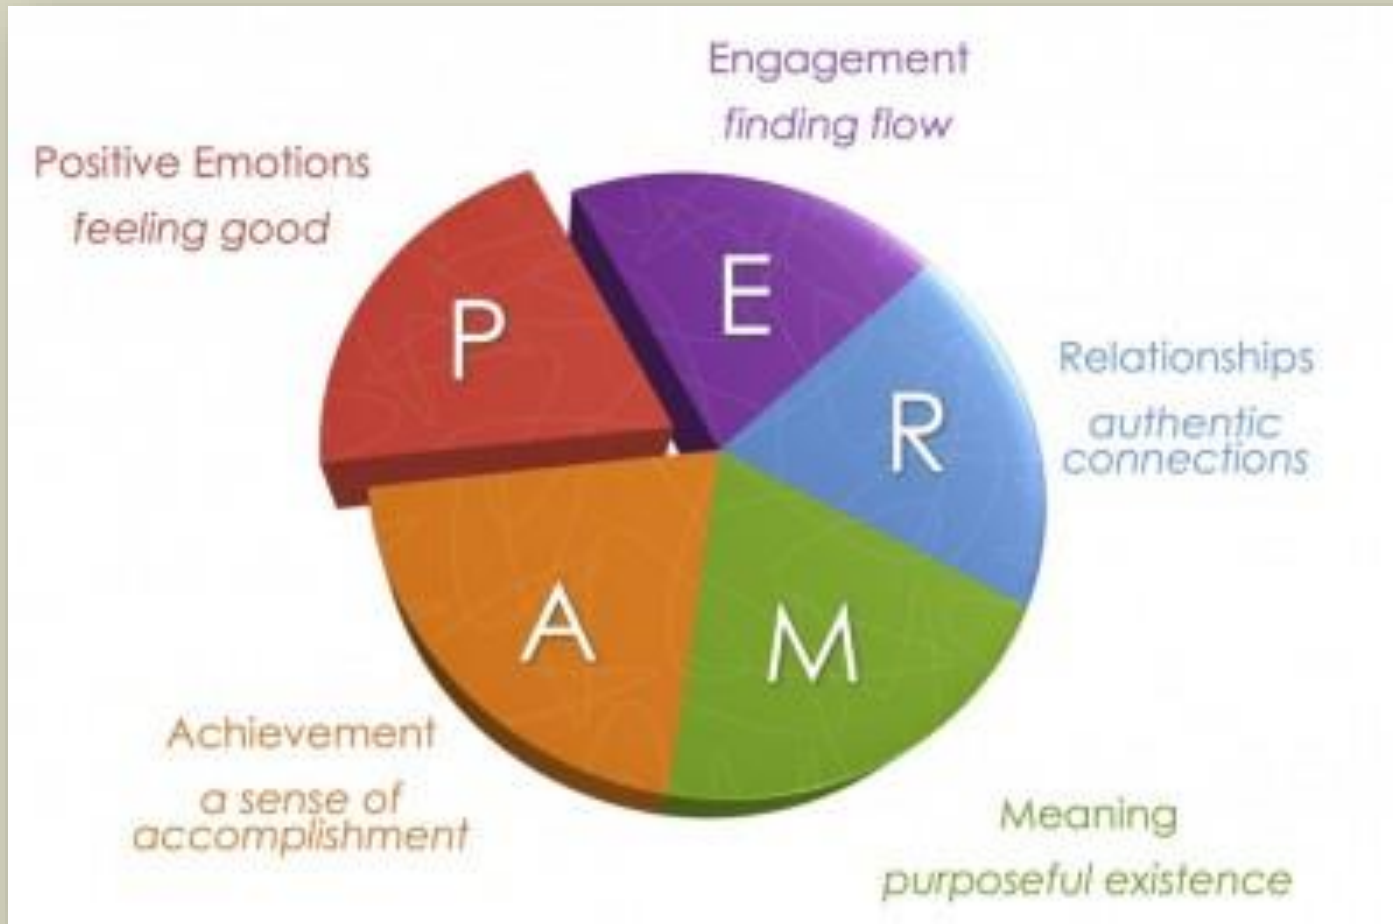 Engagement
finding flow
Positive Emotions
feeling good
P
E
R
M
A
Relationships
authentic
connections
Achievement
a sense of
accomplishment
Meaning
purposeful existence